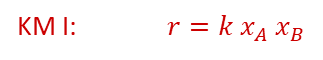 KM I: r = k x_A x_B